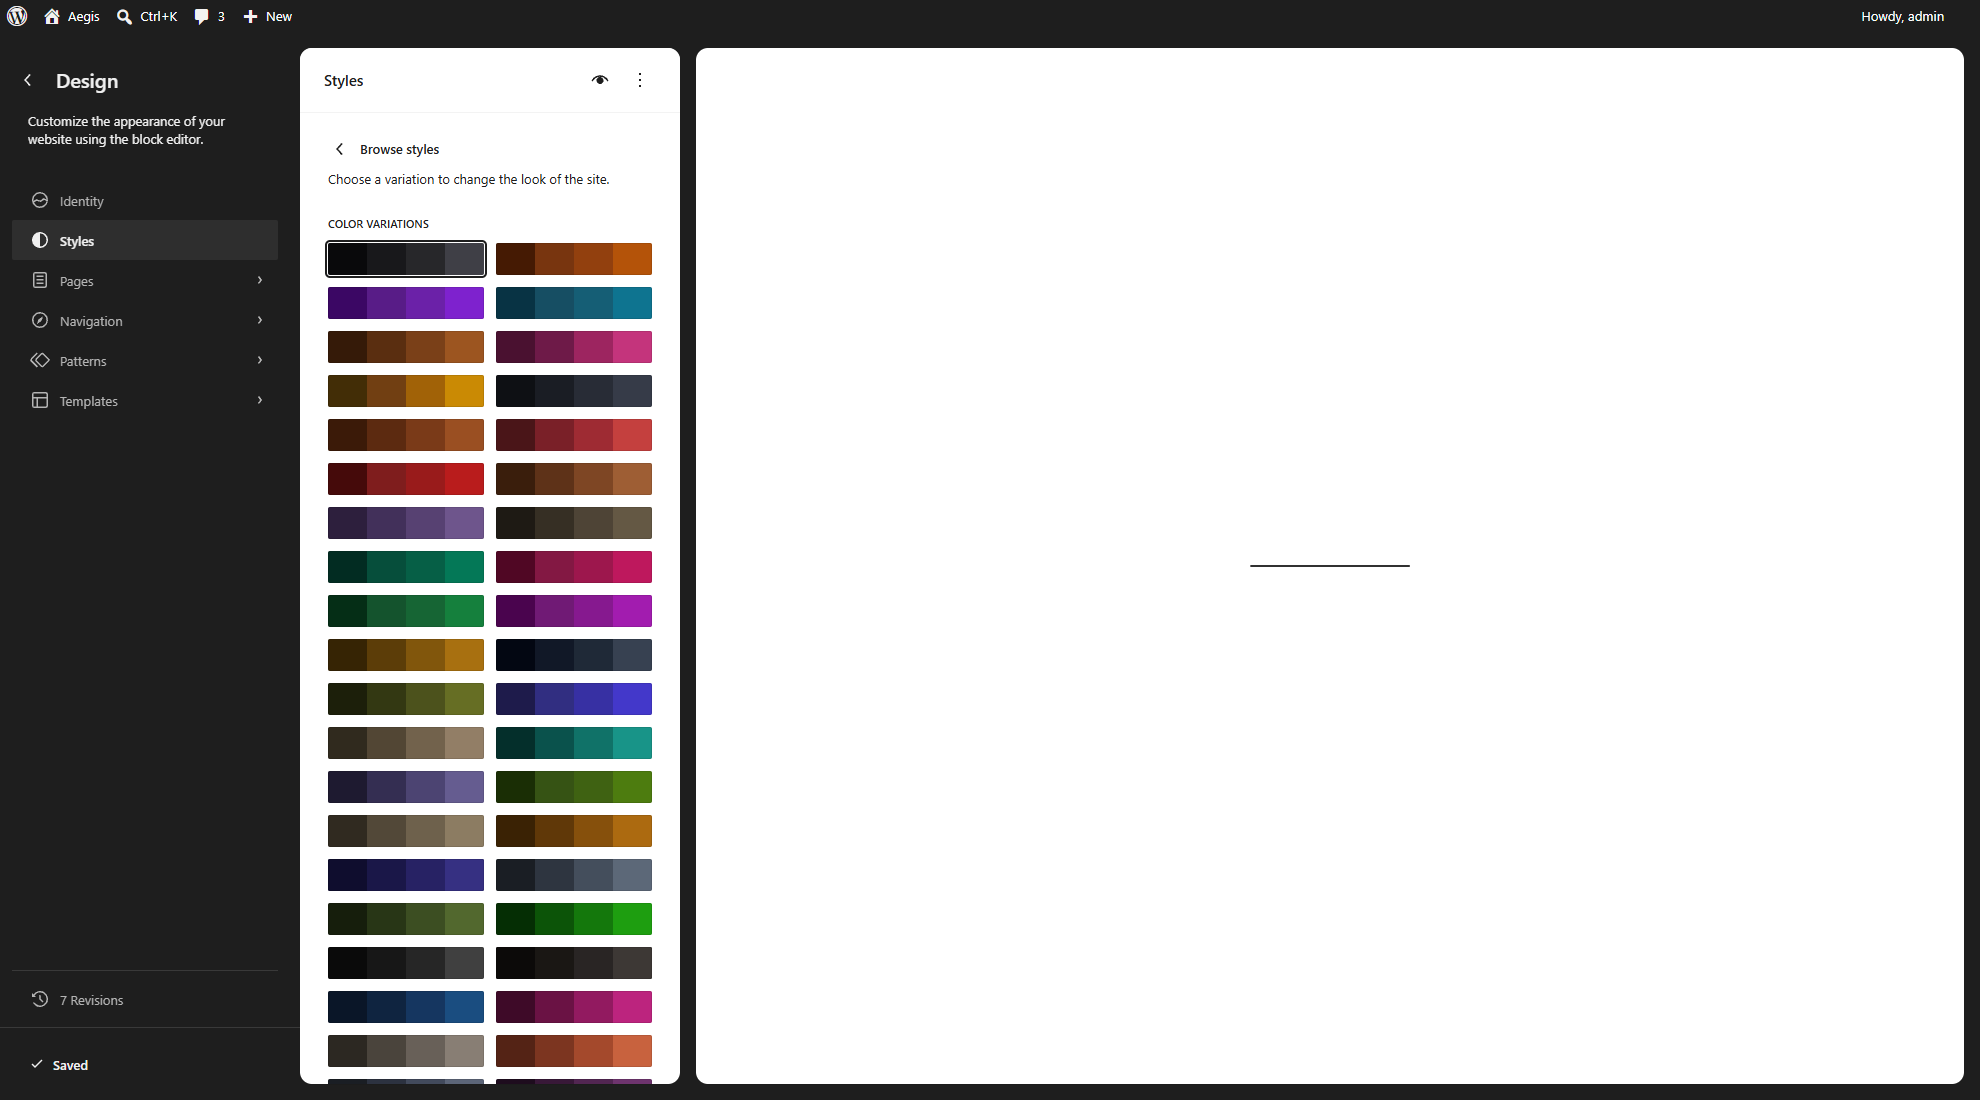 Aegis
Ctrl+K
3
New
Howdy, admin
Design
Customize the appearance of your
website using the block editor.
Identity
Styles
Pages
Navigation
Patterns
Templates
7 Revisions
Saved
Styles
Browse styles
Choose a variation to change the look of the site.
COLOR VARIATIONS